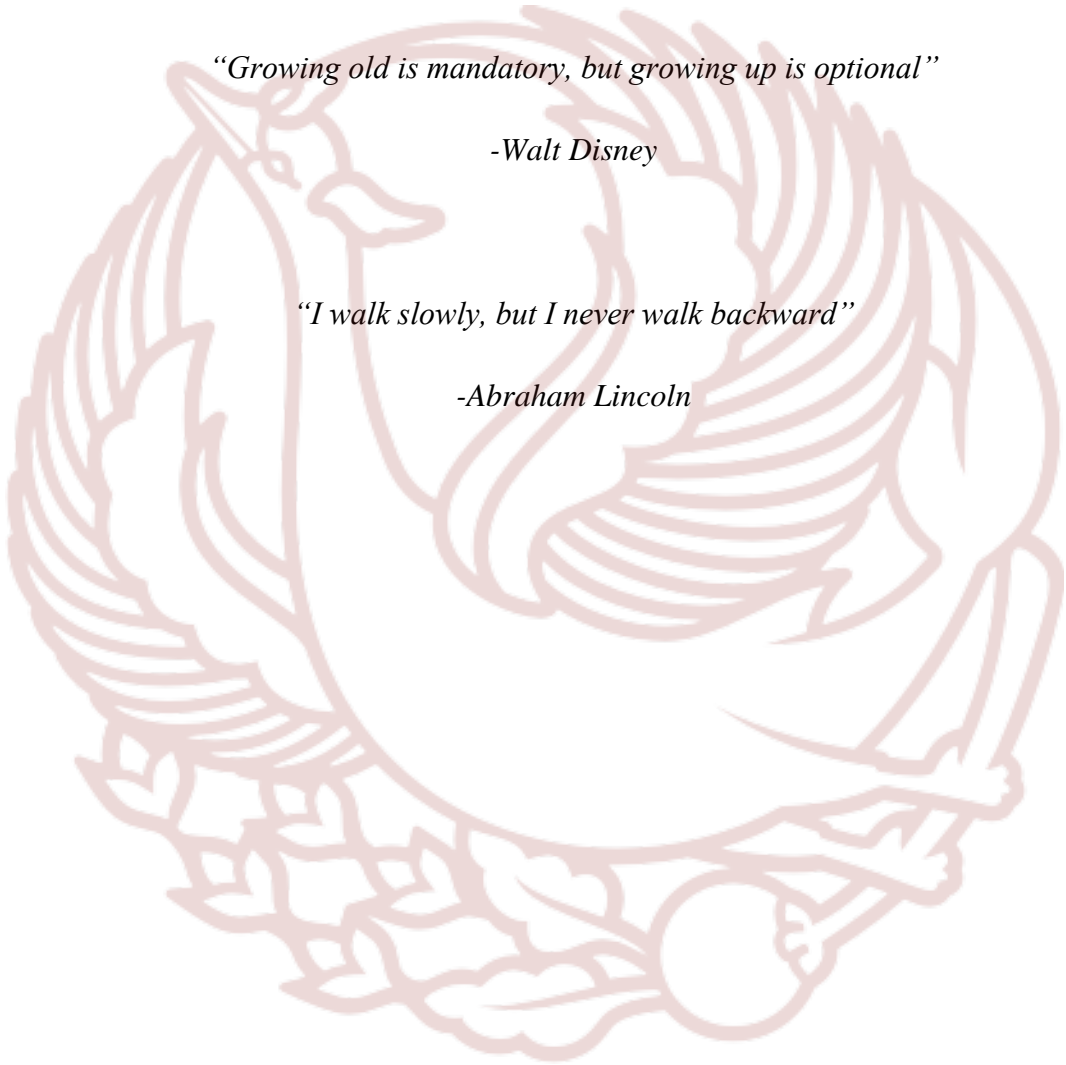 “Growing old is mandatory, but growing up is optional”
-Walt Disney
“I walk slowly, but I never walk backward”
-Abraham Lincoln